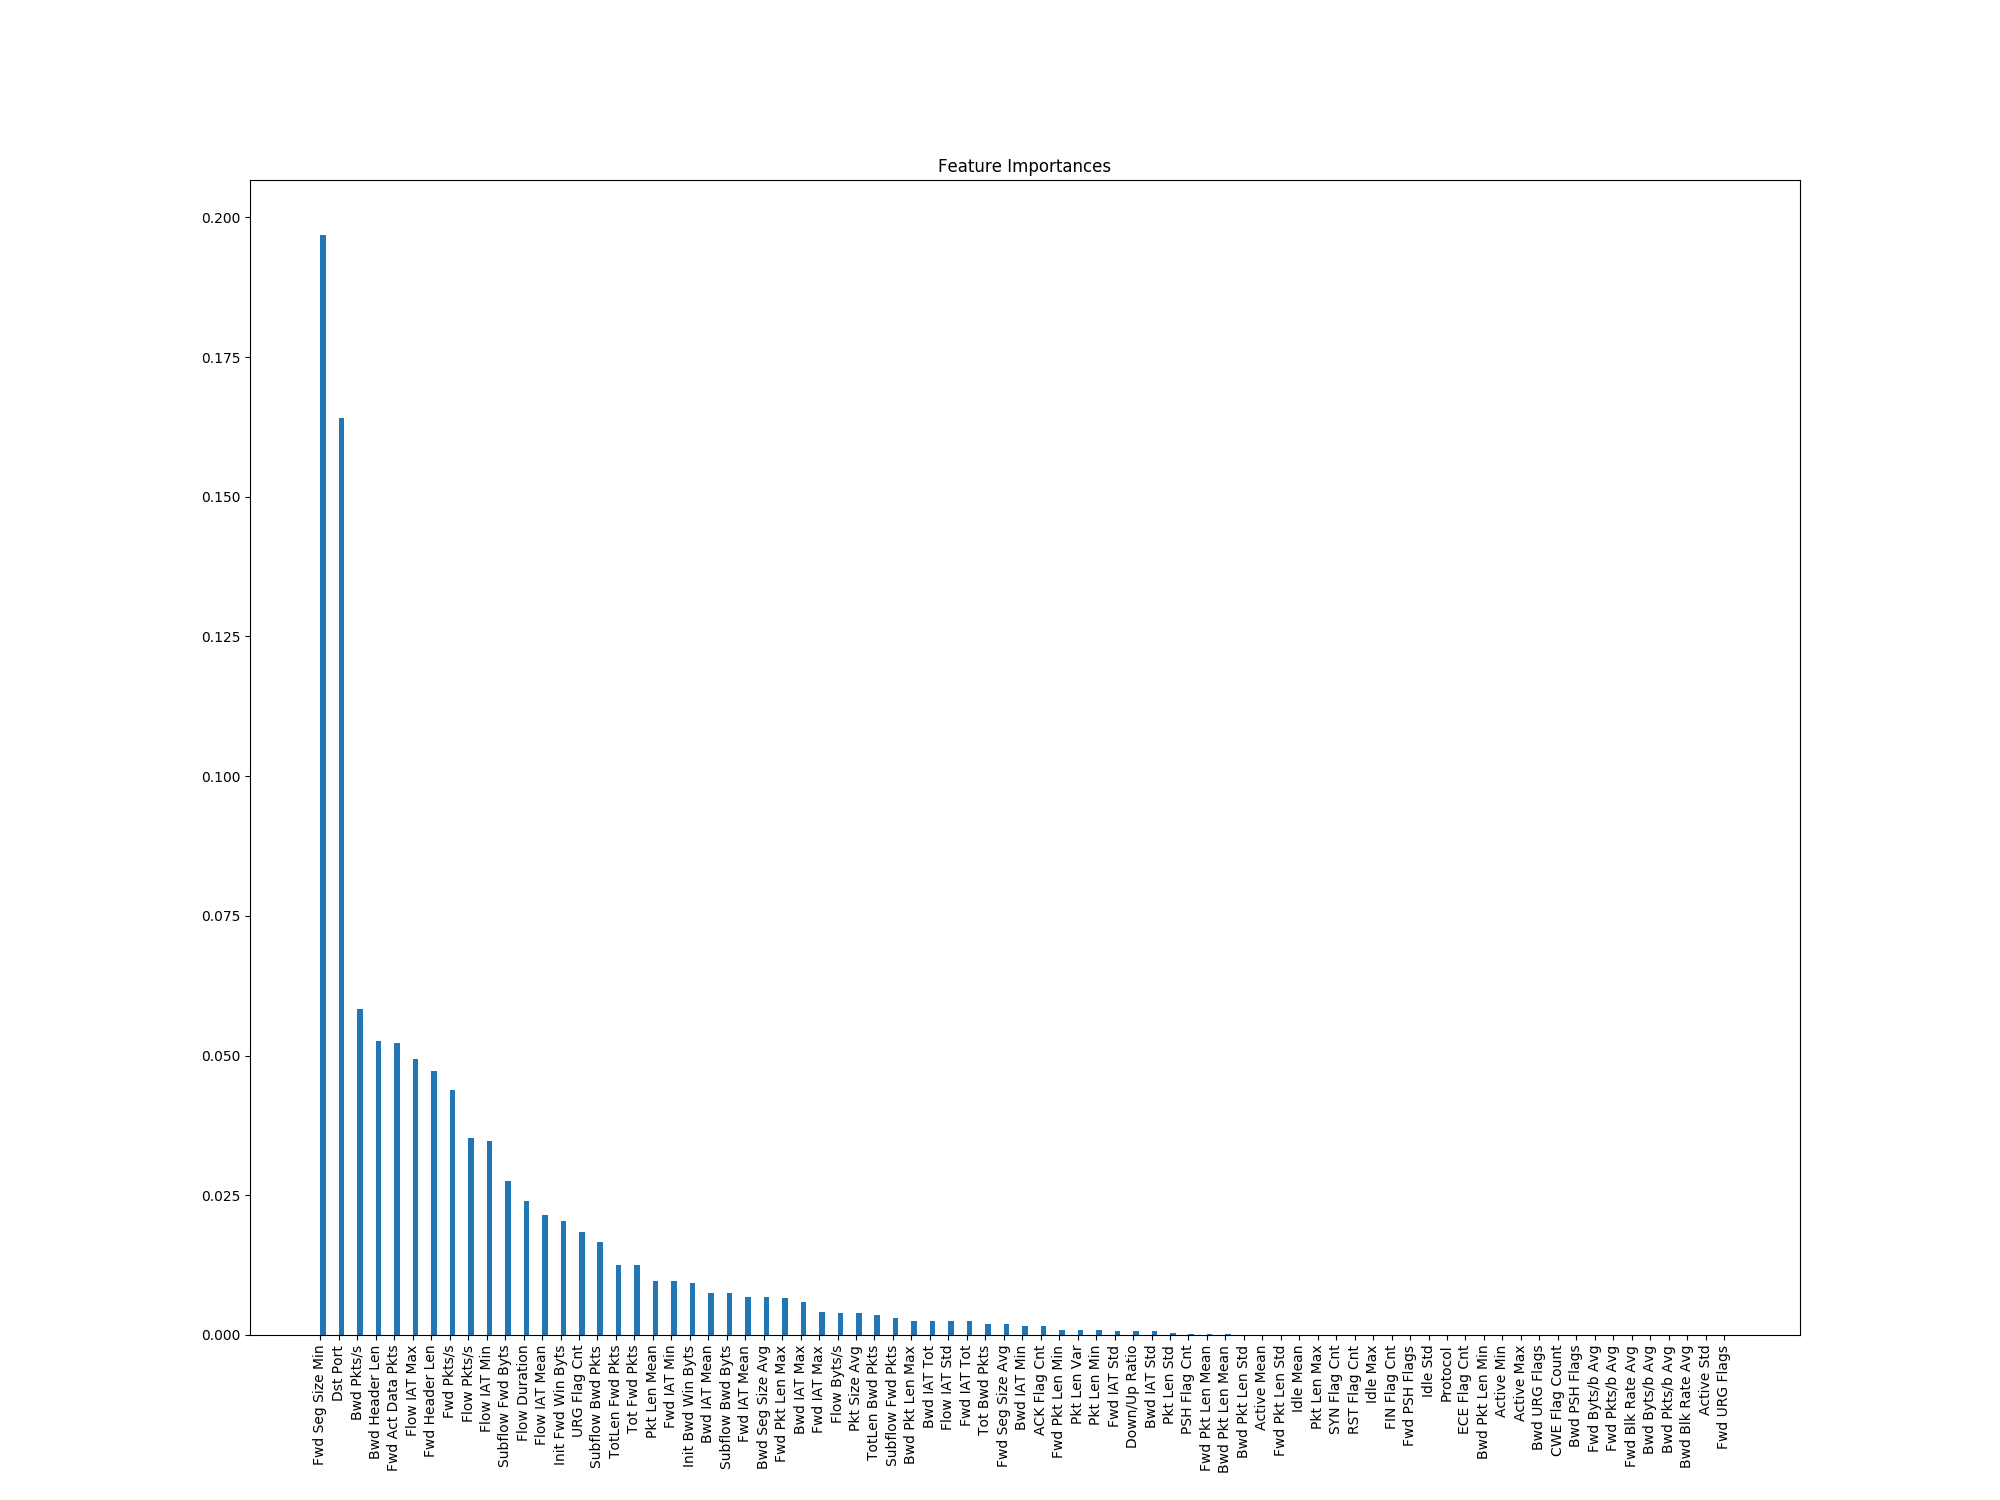 Feature Importances
0.200
0.175
0.150
0.125
0.100
0.075
0.050
0.025
0.000
Fwd Seg Size Min
Dst Port
Bwd Pkts/s
Bwd Header Len
Fwd Act Data Pkts
Flow IAT Max
Fwd Header Len
Fwd Pkts/s
Flow Pkts/s
Flow IAT Min
Subflow Fwd Byts
Flow Duration
Flow IAT Mean
Init Fwd Win Byts
URG Flag Cnt
Subflow Bwd Pkts
TotLen Fwd Pkts
Tot Fwd Pkts
Pkt Len Mean
Fwd IAT Min
Init Bwd Win Byts
Bwd IAT Mean
Subflow Bwd Byts
Fwd IAT Mean
Bwd Seg Size Avg
Fwd Pkt Len Max
Bwd IAT Max
Fwd IAT Max
Flow Byts/s
Pkt Size Avg
TotLen Bwd Pkts
Subflow Fwd Pkts
Bwd Pkt Len Max
Bwd IAT Tot
Flow IAT Std
Fwd IAT Tot
Tot Bwd Pkts
Fwd Seg Size Avg
Bwd IAT Min
ACK Flag Cnt
Fwd Pkt Len Min
Pkt Len Var
Pkt Len Min
Fwd IAT Std
Down/Up Ratio
Bwd IAT Std
Pkt Len Std
PSH Flag Cnt
Fwd Pkt Len Mean
Bwd Pkt Len Mean
Bwd Pkt Len Std
Active Mean
Fwd Pkt Len Std
Idle Mean
Pkt Len Max
SYN Flag Cnt
RST Flag Cnt
Idle Max
FIN Flag Cnt
Fwd PSH Flags
Idle Std
Protocol
ECE Flag Cnt
Bwd Pkt Len Min
Active Min
Active Max
Bwd URG Flags
CWE Flag Count
Bwd PSH Flags
Fwd Byts/b Avg
Fwd Pkts/b Avg
Fwd Blk Rate Avg
Bwd Byts/b Avg
Bwd Pkts/b Avg
Bwd Blk Rate Avg
Active Std
Fwd URG Flags